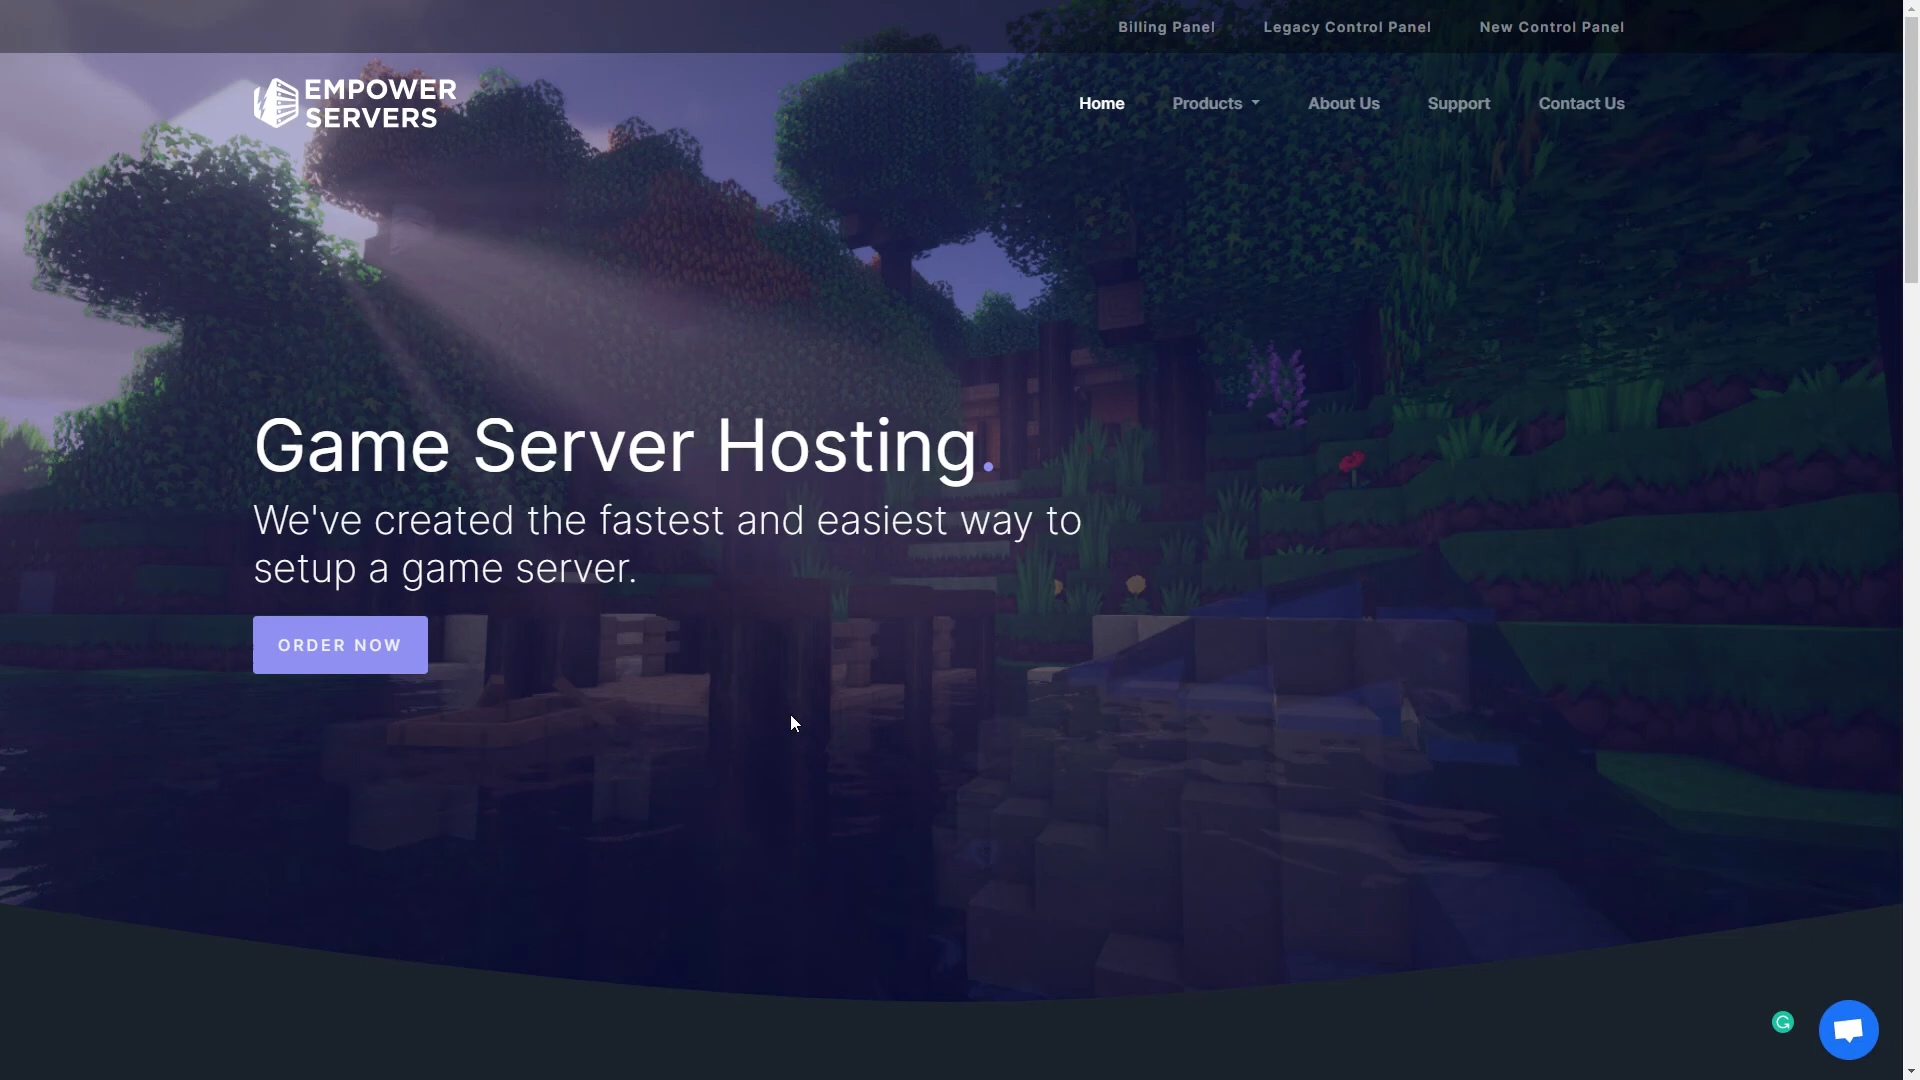 Billing Panel Legacy Control Panel New Control Panel
EMPOWER
SERVERS
Home Products About Us Support Contact Us
Game Server Hosting.
We've created the fastest and easiest way to
setup a game server.
ORDER NOW